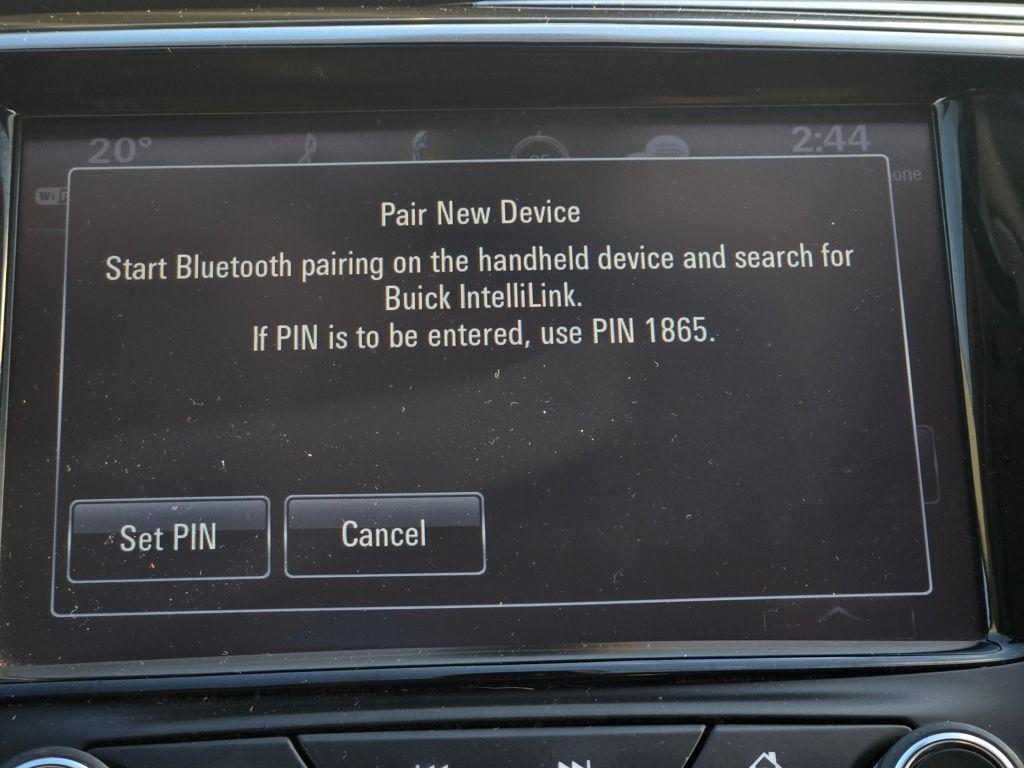 20°
2:44
Pair New Device
Start Bluetooth pairing on the handheld device and search for
Buick IntelliLink.
If PIN is to be entered, use PIN 1865.
Set PIN
Cancel